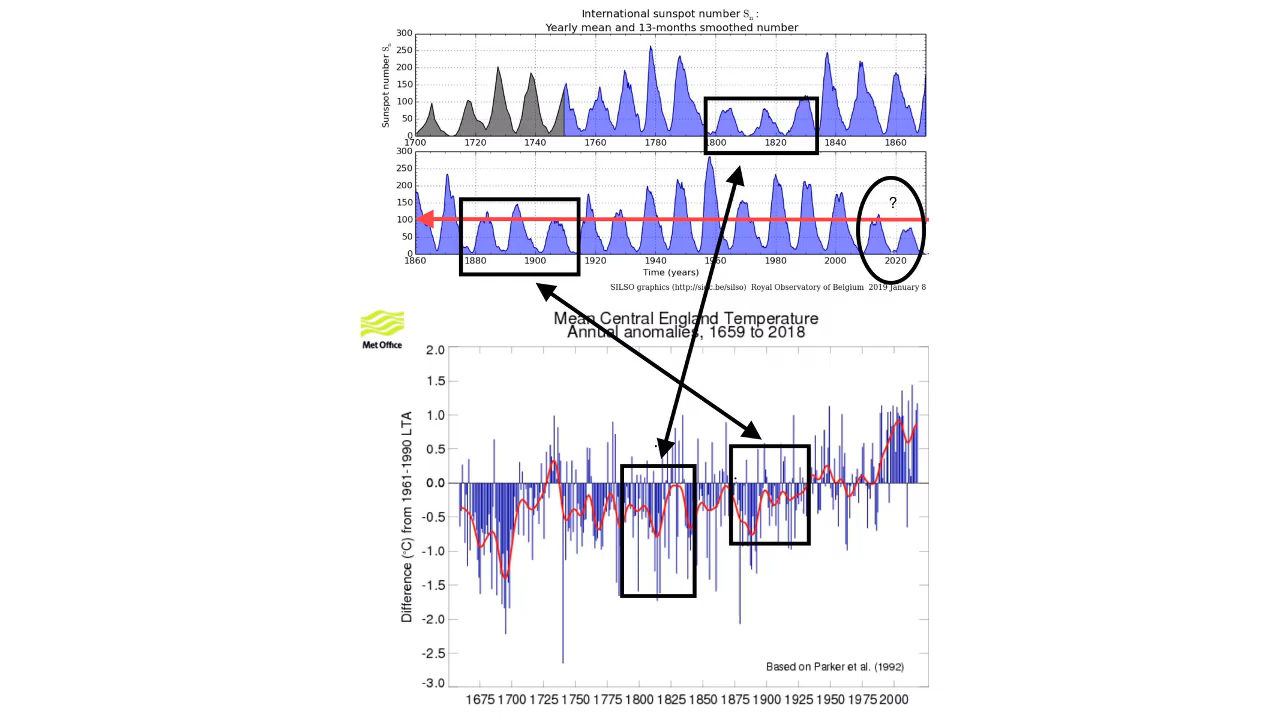 International sunspot number Sn :
Yearly mean and 13-months smoothed number
Sunspot number Sn
300
250
200
150
100
50
0
1700 1720 1740 1760 1780 1800 1820 1840 1860
300
250
200
150
100
50
0
?
1860 1880 1900 1920 1940 1960 1980 2000 2020
Time (years)
SILSO graphics (http://sidc.be/silso) Royal Observatory of Belgium 2019 January 8
Met Office
Mean Central England Temperature
Annual anomalies, 1659 to 2018
Difference (°C) from 1961-1990 LTA
2.0
1.5
1.0
0.5
0.0
-0.5
-1.0
-1.5
-2.0
-2.5
-3.0
Based on Parker et al. (1992)
1675 1700 1725 1750 1775 1800 1825 1850 1875 1900 1925 1950 1975 2000